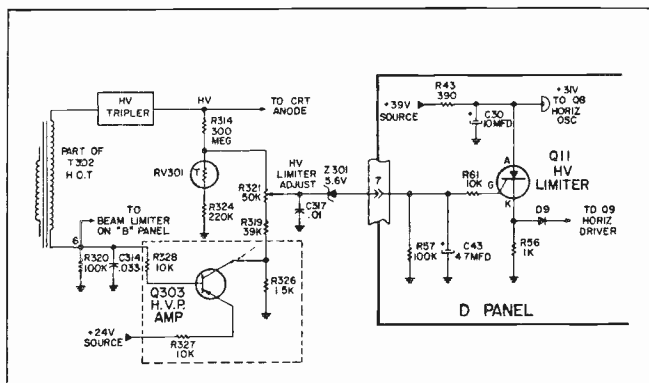 HV
TRIPLER
HV
TO CRT
ANODE
R314
300
MEG
PART OF
T302
H.O.T
RV301
T
R324
220K
HV
LIMITER
ADJUST
R321
50K
Z301
5.6V
C317
.01
R319
39K
TO
BEAM LIMITER
ON "B" PANEL
6
R320
100K
C314
.033
R328
10K
Q303
H.V.P.
AMP
R326
1.5K
+24V
SOURCE
R327
10K
7
+39V
SOURCE
R43
390
+
C30
10MFD
+31V
TO Q8
HORIZ
OSC
Q11
HV
LIMITER
A
G
K
R61
10K
D9
TO Q9
HORIZ
DRIVER
R57
100K
+
C43
4.7MFD
R56
1K
D PANEL